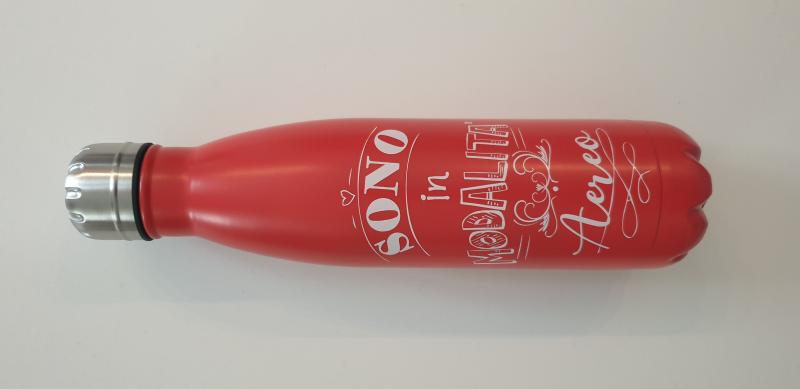 SONO
in
MODALITA'
Aereo